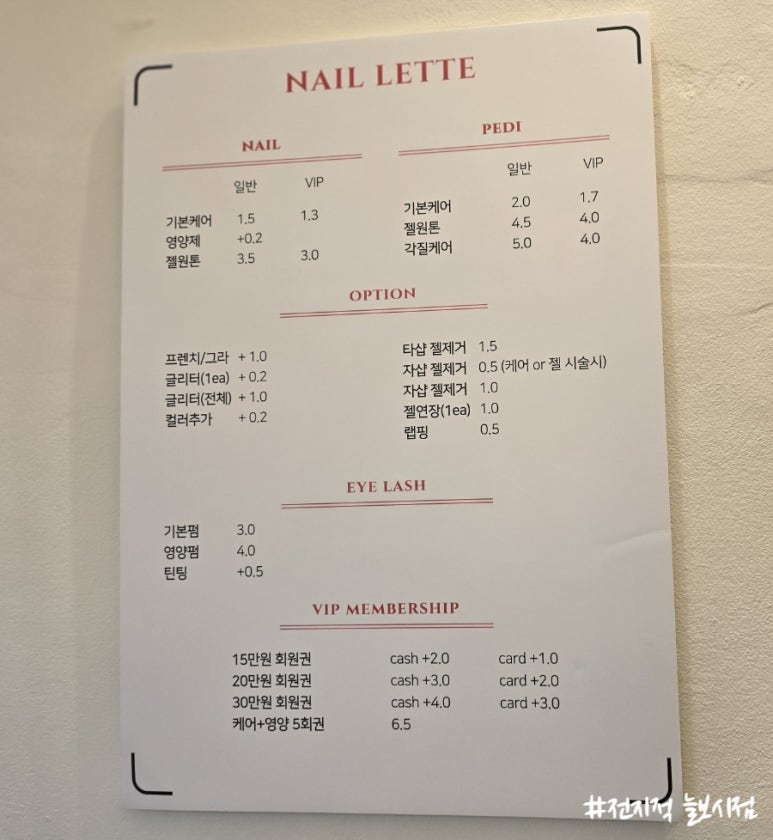 NAIL LETTE
NAIL
일반 VIP
기본케어 1.5 1.3
영양제 +0.2
젤원톤 3.5 3.0
PEDI
일반 VIP
기본케어 2.0 1.7
젤원톤 4.5 4.0
각질케어 5.0 4.0
OPTION
프렌치/그라 + 1.0
글리터(1ea) + 0.2
글리터(전체) + 1.0
컬러추가 + 0.2
타샵 젤제거 1.5
자샵 젤제거 0.5 (케어 or 젤 시술시)
자샵 젤제거 1.0
젤연장(1ea) 1.0
랩핑 0.5
EYE LASH
기본펌 3.0
영양펌 4.0
틴팅 +0.5
VIP MEMBERSHIP
15만원 회원권 cash +2.0 card +1.0
20만원 회원권 cash +3.0 card +2.0
30만원 회원권 cash +4.0 card +3.0
케어+영양 5회권 6.5
#전지적 늘보시점